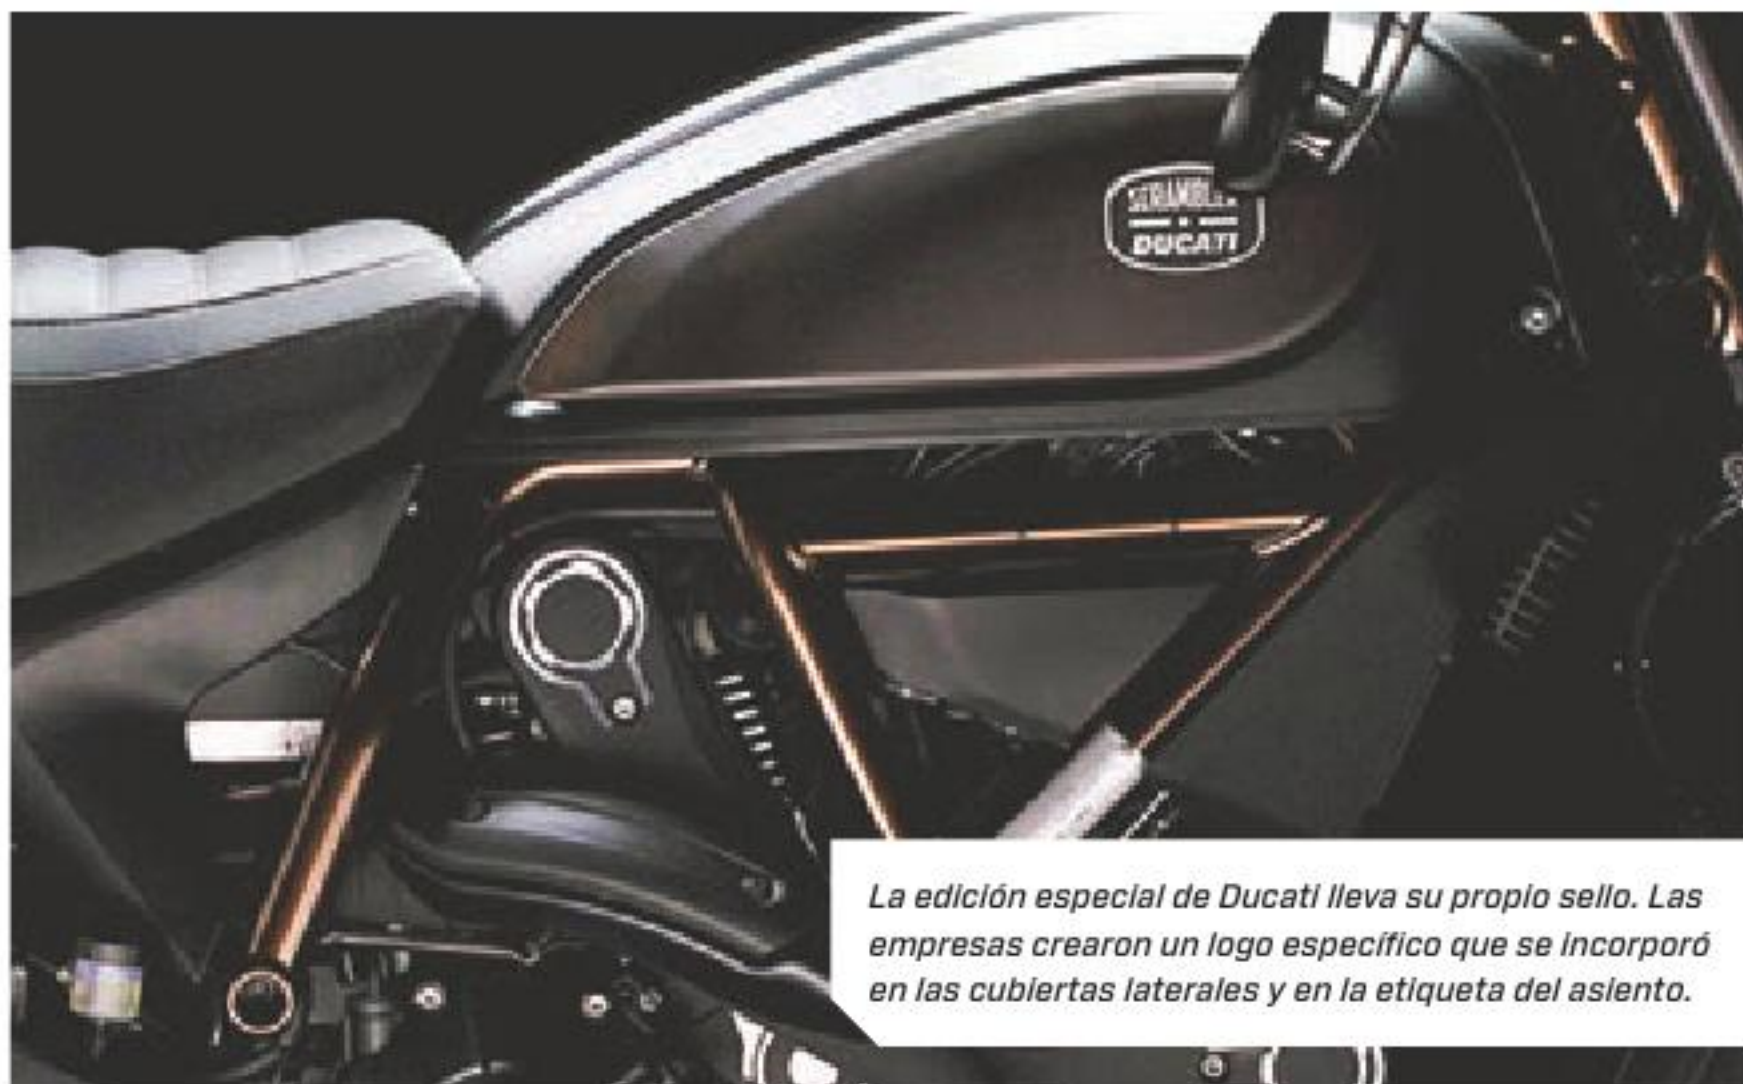 SCRAMBLER
DUCATI
La edición especial de Ducati lleva su propio sello. Las
empresas crearon un logo específico que se incorporó
en las cubiertas laterales y en la etiqueta del asiento.